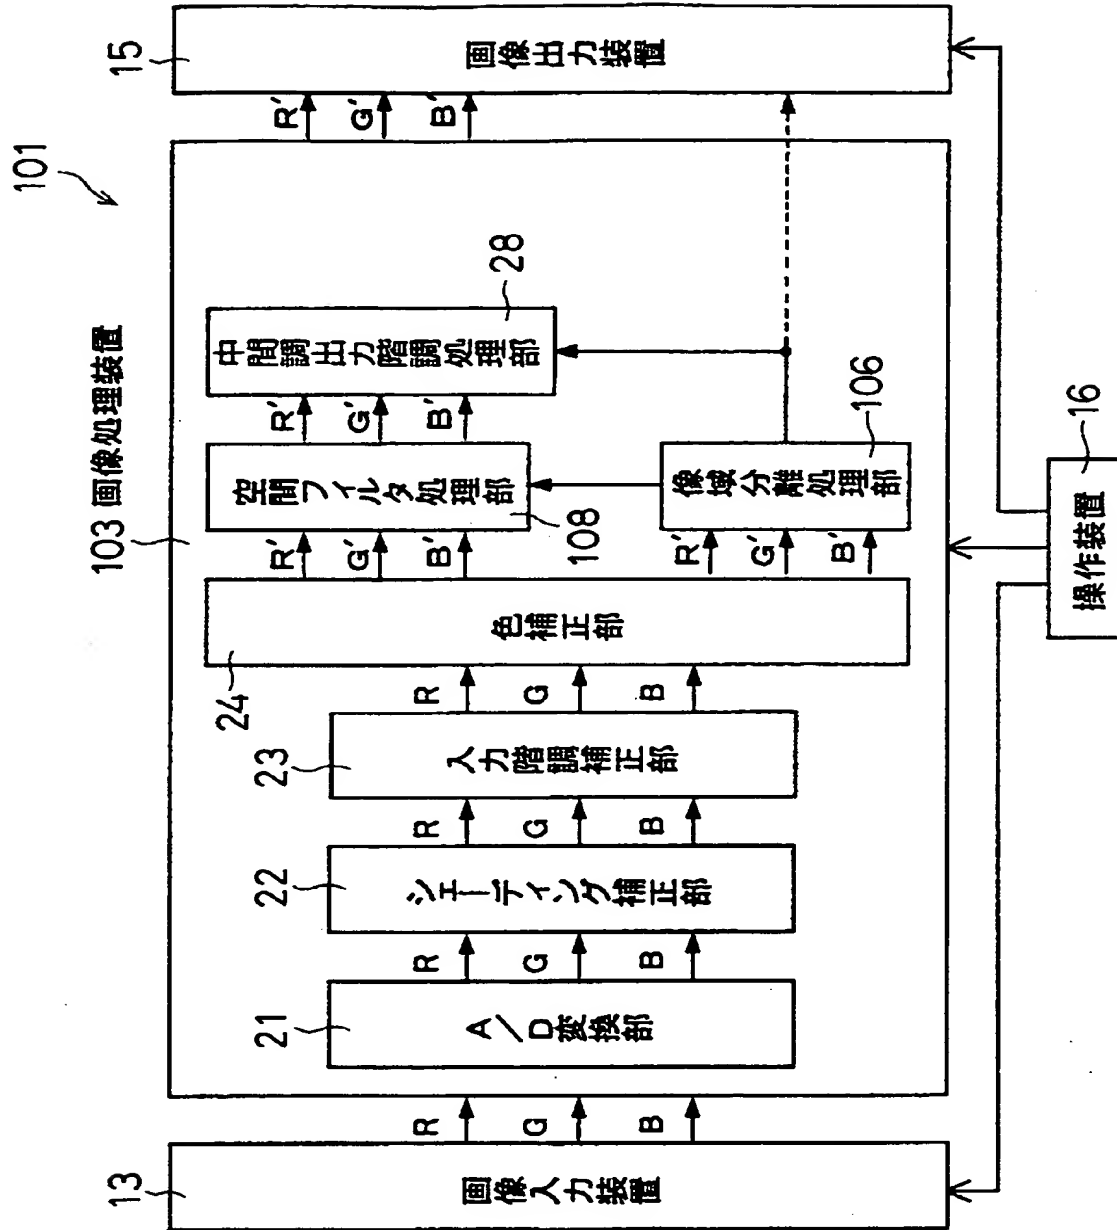 101
103 画像処理装置
13
画像入力装置
R
G
B
21
A/D変換部
R
G
B
22
シェーディング補正部
R
G
B
23
入力階調補正部
R
G
B
24
色補正部
R'
G'
B'
空間フィルタ処理部
108
R'
G'
B'
像域分離処理部
106
R'
G'
B'
中間調出力階調処理部
28
R'
G'
B'
15
画像出力装置
16
操作装置